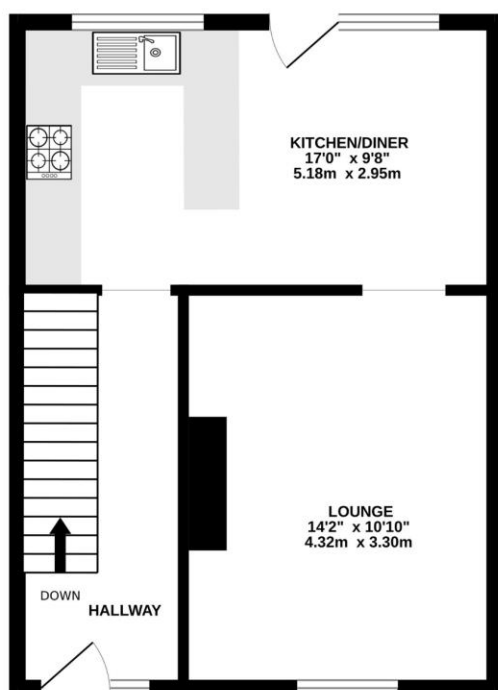 KITCHEN/DINER
17'0" x 9'8"
5.18m x 2.95m
LOUNGE
14'2" x 10'10"
4.32m x 3.30m
DOWN
HALLWAY